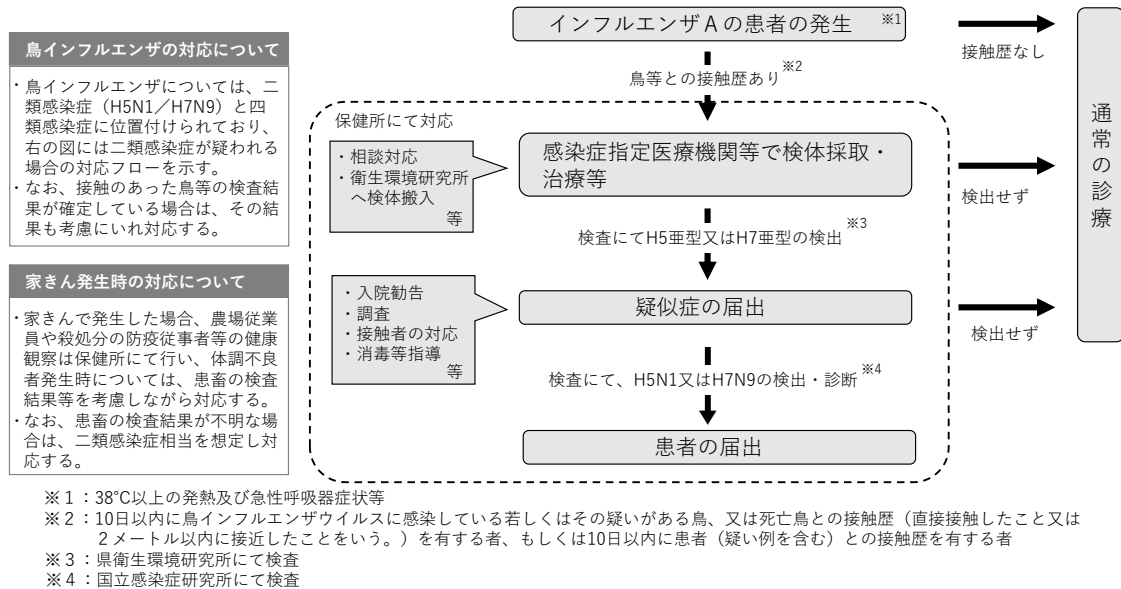 インフルエンザAの患者の発生 ※1
接触歴なし
通常の診療
鳥インフルエンザの対応について
・鳥インフルエンザについては、二
類感染症（H5N1／H7N9）と四
類感染症に位置付けられており、
右の図には二類感染症が疑われる
場合の対応フローを示す。
・なお、接触のあった鳥等の検査結
果が確定している場合は、その結
果も考慮にいれ対応する。
鳥等との接触歴あり※2
保健所にて対応
・相談対応
・衛生環境研究所
へ検体搬入
等
感染症指定医療機関等で検体採取・
治療等
検出せず
検査にてH5亜型又はH7亜型の検出※3
家きん発生時の対応について
・家きんで発生した場合、農場従業
員や殺処分の防疫従事者等の健康
観察は保健所にて行い、体調不良
者発生時については、患畜の検査
結果等を考慮しながら対応する。
・なお、患畜の検査結果が不明な場
合は、二類感染症相当を想定し対
応する。
・入院勧告
・調査
・接触者の対応
・消毒等指導
等
疑似症の届出
検出せず
検査にて、H5N1又はH7N9の検出・診断※4
患者の届出
※１：38℃以上の発熱及び急性呼吸器症状等
※２：10日以内に鳥インフルエンザウイルスに感染している若しくはその疑いがある鳥、又は死亡鳥との接触歴（直接接触したこと又は
２メートル以内に接近したことをいう。）を有する者、もしくは10日以内に患者（疑い例を含む）との接触歴を有する者
※３：県衛生環境研究所にて検査
※４：国立感染症研究所にて検査